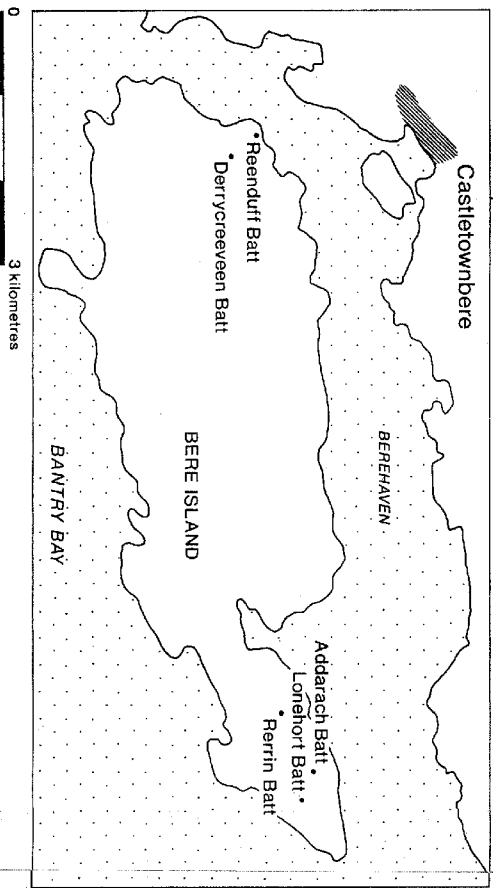 Castletownbere
BEREHAVEN
Reenduff Batt
Derrycreeveen Batt
BERE ISLAND
Addarach Batt
Lonehort Batt
Rerrin Batt
BANTRY BAY
0 3 kilometres